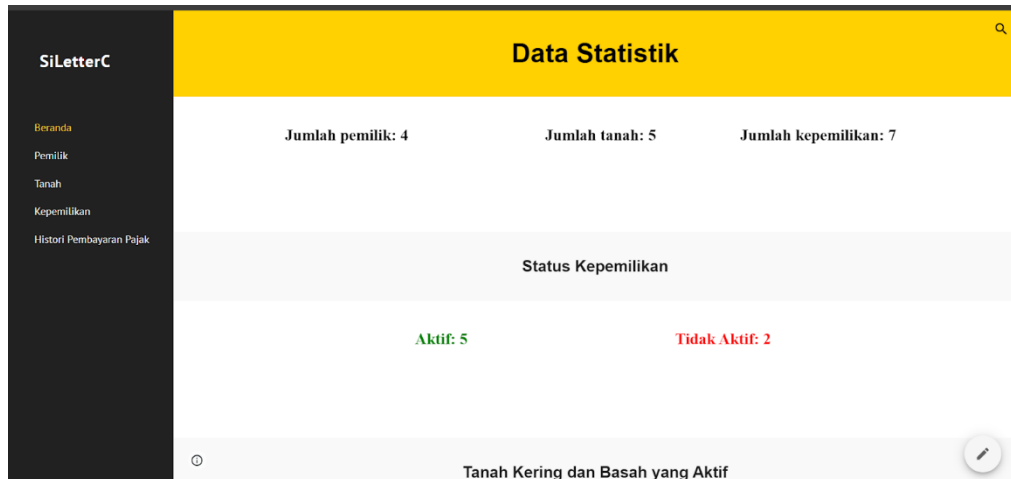 SiLetterC
Beranda
Pemilik
Tanah
Kepemilikan
Histori Pembayaran Pajak
Data Statistik
Jumlah pemilik: 4
Jumlah tanah: 5
Jumlah kepemilikan: 7
Status Kepemilikan
Aktif: 5
Tidak Aktif: 2
Tanah Kering dan Basah yang Aktif